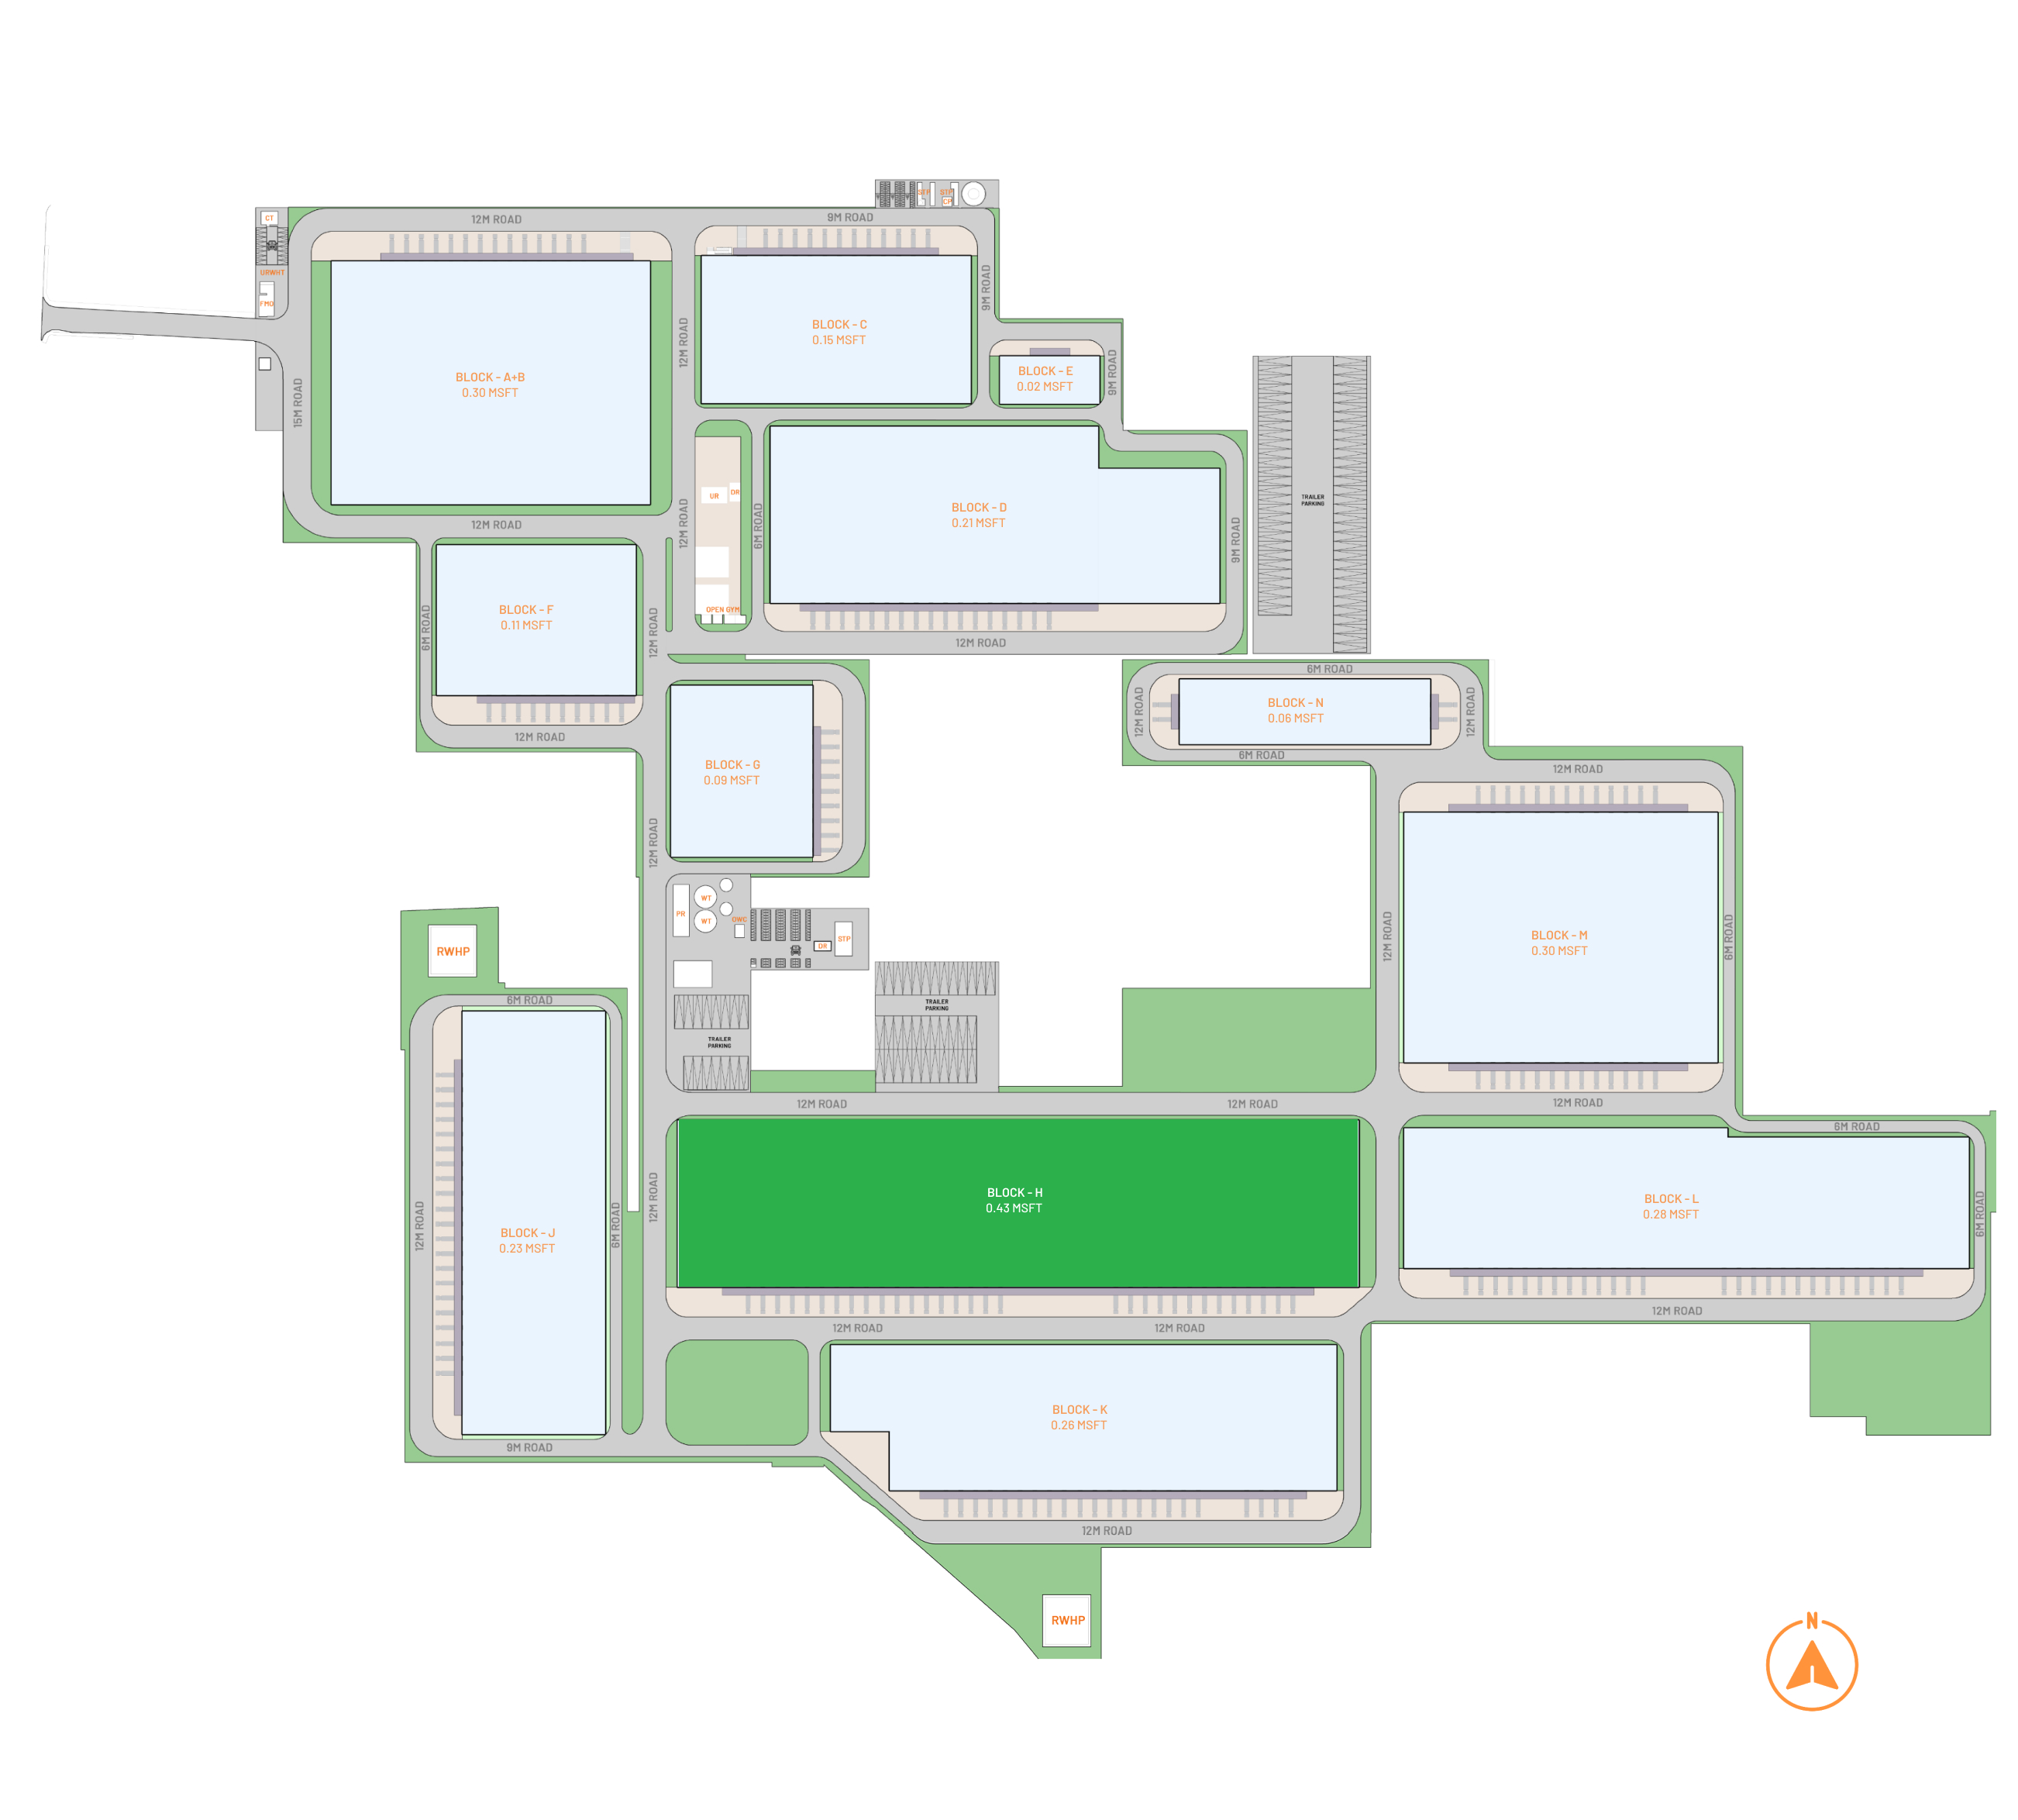 STP
STP
CP
CT
12M ROAD
9M ROAD
URWHT
FMO
9M ROAD
BLOCK - C
0.15 MSFT
12M ROAD
BLOCK - A+B
0.30 MSFT
BLOCK - E
0.02 MSFT
9M ROAD
15M ROAD
UR
DR
TRAILER
PARKING
BLOCK - D
0.21 MSFT
12M ROAD
12M ROAD
6M ROAD
9M ROAD
BLOCK - F
0.11 MSFT
OPEN GYM
6M ROAD
12M ROAD
12M ROAD
6M ROAD
12M ROAD
BLOCK - N
0.06 MSFT
12M ROAD
12M ROAD
6M ROAD
BLOCK - G
0.09 MSFT
12M ROAD
12M ROAD
WT
PR
WT
OWC
STP
DR
BLOCK - M
0.30 MSFT
12M ROAD
6M ROAD
RWHP
6M ROAD
TRAILER
PARKING
TRAILER
PARKING
12M ROAD
12M ROAD
12M ROAD
6M ROAD
BLOCK - H
0.43 MSFT
BLOCK - L
0.28 MSFT
12M ROAD
6M ROAD
12M ROAD
6M ROAD
BLOCK - J
0.23 MSFT
12M ROAD
12M ROAD
12M ROAD
BLOCK - K
0.26 MSFT
9M ROAD
12M ROAD
RWHP
N